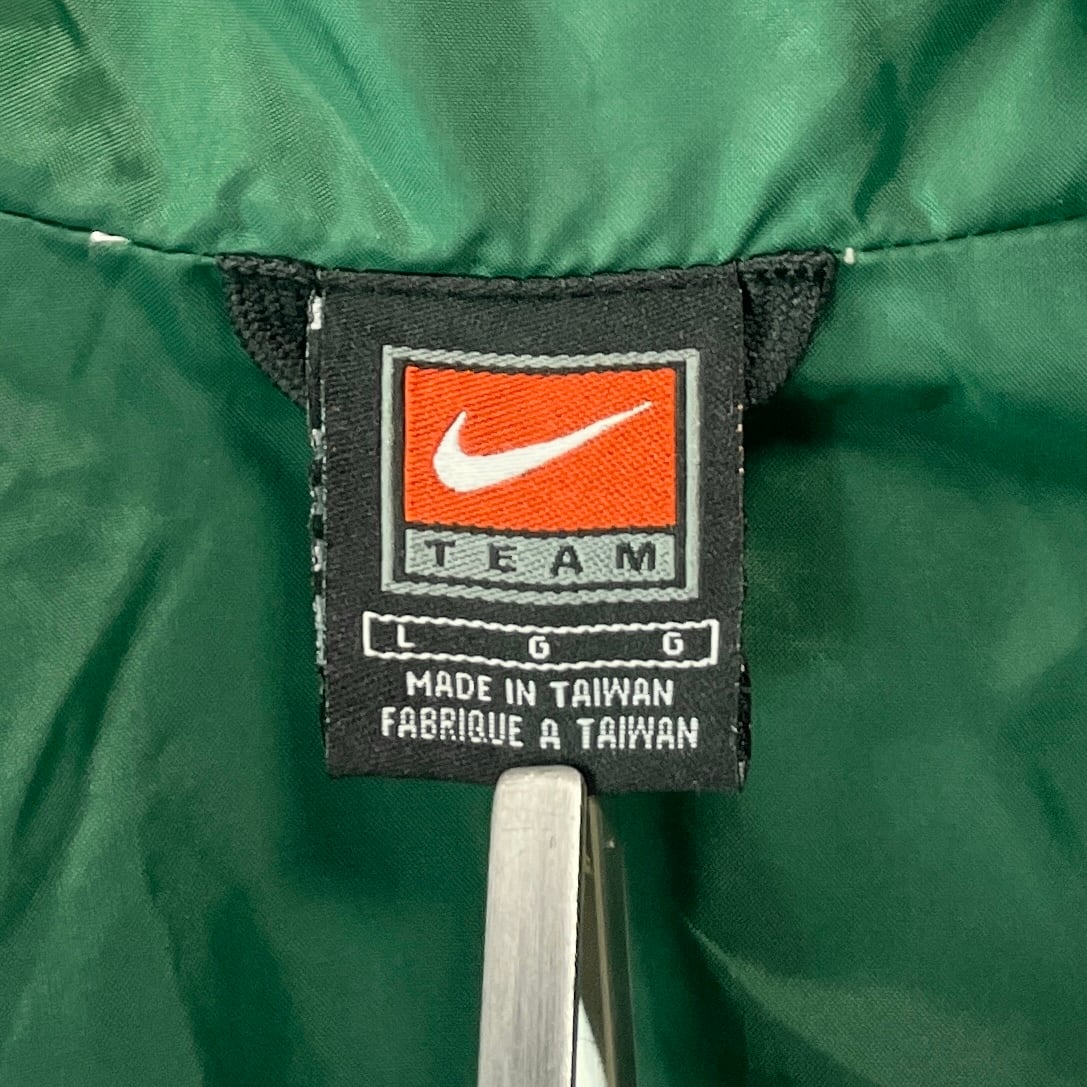 TEAM
L G G
MADE IN TAIWAN
FABRIQUE A TAIWAN